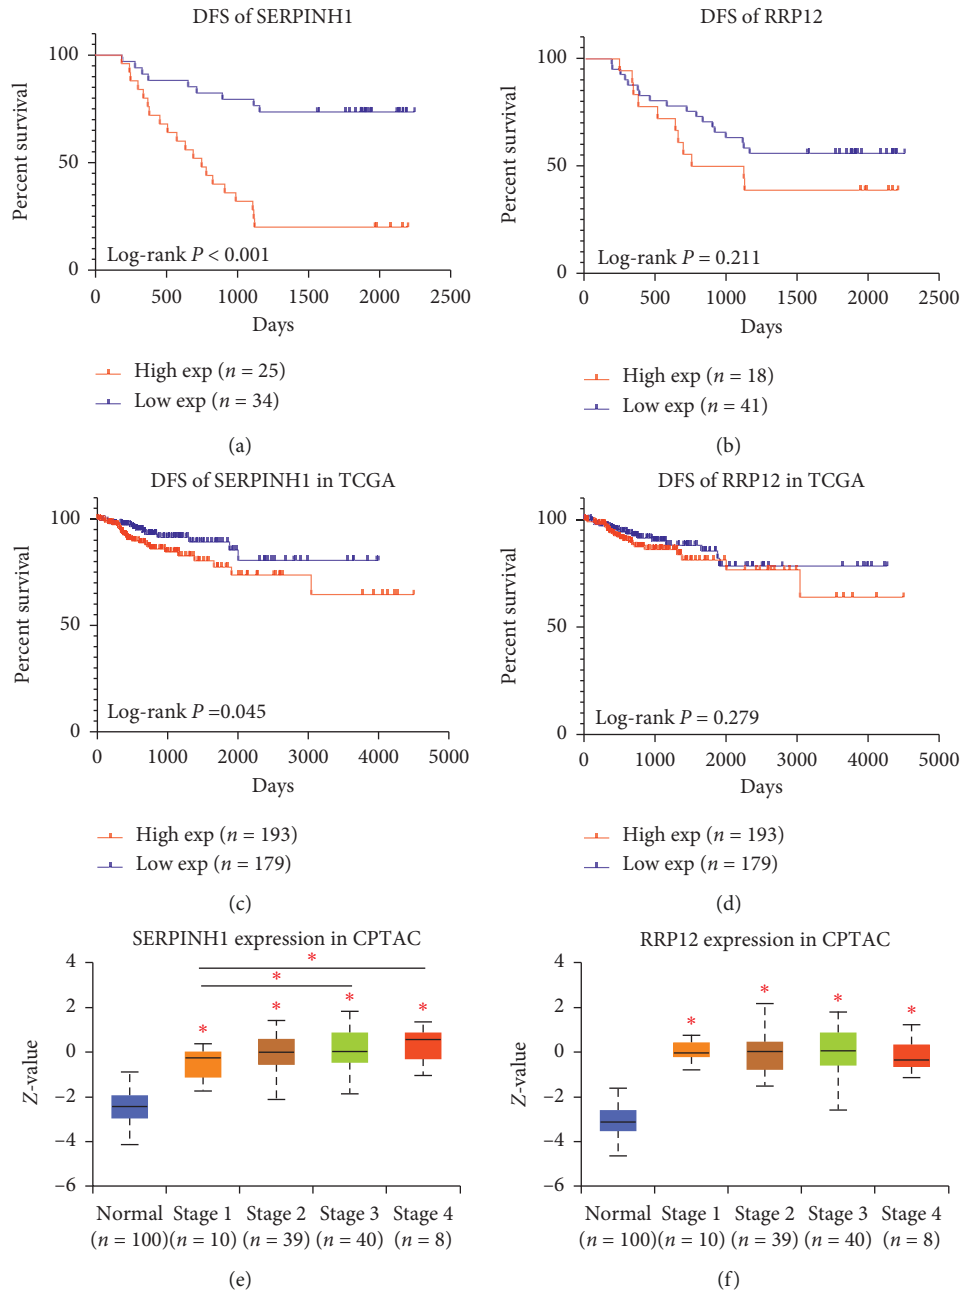 DFS of SERPINH1
100
50
0
Percent survival
Log-rank P < 0.001
0 500 1000 1500 2000 2500
Days
High exp (n = 25)
Low exp (n = 34)
(a)
DFS of RRP12
100
50
0
Percent survival
Log-rank P = 0.211
0 500 1000 1500 2000 2500
Days
High exp (n = 18)
Low exp (n = 41)
(b)
DFS of SERPINH1 in TCGA
100
50
0
Percent survival
Log-rank P =0.045
0 1000 2000 3000 4000 5000
Days
High exp (n = 193)
Low exp (n = 179)
(c)
DFS of RRP12 in TCGA
100
50
0
Percent survival
Log-rank P = 0.279
0 1000 2000 3000 4000 5000
Days
High exp (n = 193)
Low exp (n = 179)
(d)
SERPINH1 expression in CPTAC
4
2
0
−2
−4
−6
Z-value
* * * * * *
Normal Stage 1 Stage 2 Stage 3 Stage 4
(n = 100) (n = 10) (n = 39) (n = 40) (n = 8)
(e)
RRP12 expression in CPTAC
4
2
0
−2
−4
−6
Z-value
* * * *
Normal Stage 1 Stage 2 Stage 3 Stage 4
(n = 100) (n = 10) (n = 39) (n = 40) (n = 8)
(f)